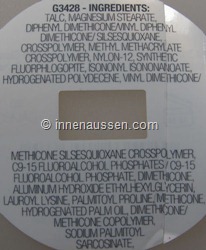 G3428 - INGREDIENTS:
TALC, MAGNESIUM STEARATE,
DIPHENYL DIMETHICONE/VINYL DIPHENYL
DIMETHICONE/ SILSESQUIOXANE
CROSSPOLYMER, METHYL METHACRYLATE
CROSSPOLYMER, NYLON-12, SYNTHETIC
FLUORPHLOGOPITE, ISONONYL ISONONANOATE,
HYDROGENATED POLYDECENE, VINYL DIMETHICONE/
© innenaussen.com
METHICONE SILSESQUIOXANE CROSSPOLYMER,
C9-15 FLUOROALCOHOL PHOSPHATES / C9-15
FLUOROALCOHOL PHOSPHATE, DIMETHICONE,
ALUMINUM HYDROXIDE ETHYLHEXYLGLYCERIN,
LAUROYL LYSINE, PALMITOYL PROLINE, METHICONE,
HYDROGENATED PALM OIL, DIMETHICONE/
METHICONE COPOLYMER,
SODIUM PALMITOYL
SARCOSINATE,